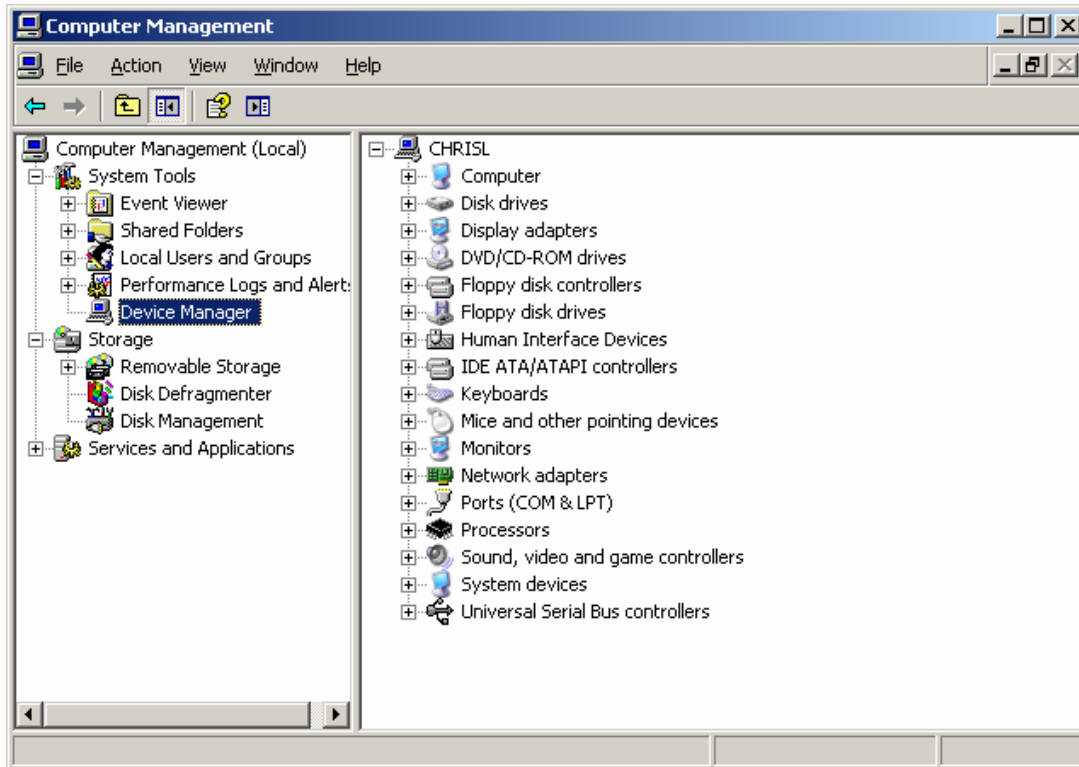 Computer Management
File Action View Window Help
Computer Management (Local)
System Tools
Event Viewer
Shared Folders
Local Users and Groups
Performance Logs and Alert
Device Manager
Storage
Removable Storage
Disk Defragmenter
Disk Management
Services and Applications
CHRISL
Computer
Disk drives
Display adapters
DVD/CD-ROM drives
Floppy disk controllers
Floppy disk drives
Human Interface Devices
IDE ATA/ATAPI controllers
Keyboards
Mice and other pointing devices
Monitors
Network adapters
Ports (COM & LPT)
Processors
Sound, video and game controllers
System devices
Universal Serial Bus controllers